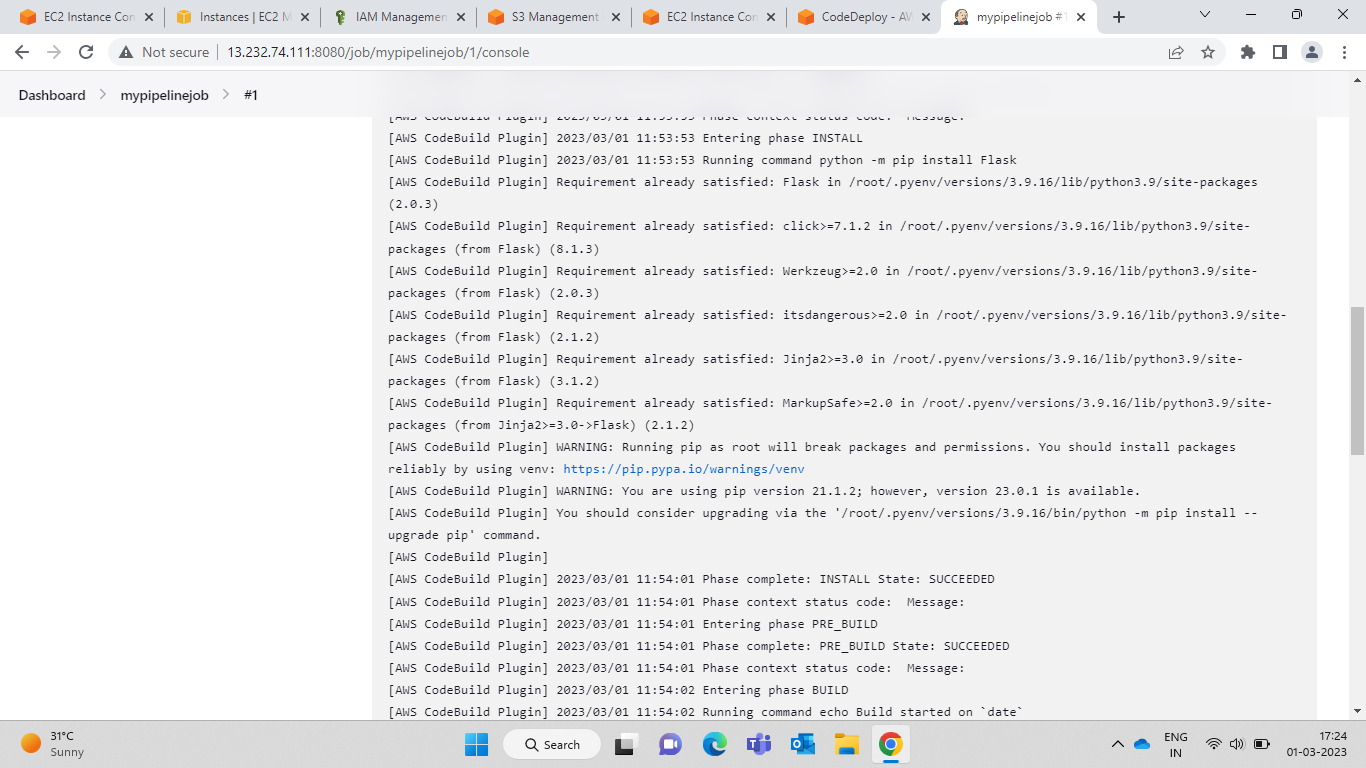 EC2 Instance Con
Instances | EC2 M
IAM Managemen
S3 Management
EC2 Instance Con
CodeDeploy - AW
mypipelinejob #1
Not secure
13.232.74.111:8080/job/mypipelinejob/1/console
Dashboard
mypipelinejob
#1
[AWS CodeBuild Plugin] 2023/03/01 11:53:53 Phase context status code:  Message:
[AWS CodeBuild Plugin] 2023/03/01 11:53:53 Entering phase INSTALL
[AWS CodeBuild Plugin] 2023/03/01 11:53:53 Running command python -m pip install Flask
[AWS CodeBuild Plugin] Requirement already satisfied: Flask in /root/.pyenv/versions/3.9.16/lib/python3.9/site-packages
(2.0.3)
[AWS CodeBuild Plugin] Requirement already satisfied: click>=7.1.2 in /root/.pyenv/versions/3.9.16/lib/python3.9/site-
packages (from Flask) (8.1.3)
[AWS CodeBuild Plugin] Requirement already satisfied: Werkzeug>=2.0 in /root/.pyenv/versions/3.9.16/lib/python3.9/site-
packages (from Flask) (2.0.3)
[AWS CodeBuild Plugin] Requirement already satisfied: itsdangerous>=2.0 in /root/.pyenv/versions/3.9.16/lib/python3.9/site-
packages (from Flask) (2.1.2)
[AWS CodeBuild Plugin] Requirement already satisfied: Jinja2>=3.0 in /root/.pyenv/versions/3.9.16/lib/python3.9/site-
packages (from Flask) (3.1.2)
[AWS CodeBuild Plugin] Requirement already satisfied: MarkupSafe>=2.0 in /root/.pyenv/versions/3.9.16/lib/python3.9/site-
packages (from Jinja2>=3.0->Flask) (2.1.2)
[AWS CodeBuild Plugin] WARNING: Running pip as root will break packages and permissions. You should install packages
reliably by using venv: https://pip.pypa.io/warnings/venv
[AWS CodeBuild Plugin] WARNING: You are using pip version 21.1.2; however, version 23.0.1 is available.
[AWS CodeBuild Plugin] You should consider upgrading via the '/root/.pyenv/versions/3.9.16/bin/python -m pip install --
upgrade pip' command.
[AWS CodeBuild Plugin]
[AWS CodeBuild Plugin] 2023/03/01 11:54:01 Phase complete: INSTALL State: SUCCEEDED
[AWS CodeBuild Plugin] 2023/03/01 11:54:01 Phase context status code:  Message:
[AWS CodeBuild Plugin] 2023/03/01 11:54:01 Entering phase PRE_BUILD
[AWS CodeBuild Plugin] 2023/03/01 11:54:01 Phase complete: PRE_BUILD State: SUCCEEDED
[AWS CodeBuild Plugin] 2023/03/01 11:54:01 Phase context status code:  Message:
[AWS CodeBuild Plugin] 2023/03/01 11:54:02 Entering phase BUILD
[AWS CodeBuild Plugin] 2023/03/01 11:54:02 Running command echo Build started on `date`
31°C
Sunny
Search
ENG
IN
17:24
01-03-2023